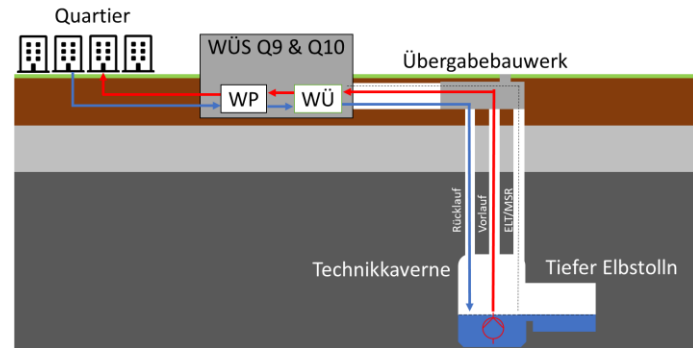 Quartier
WÜS Q9 & Q10
Übergabebauwerk
WP
WÜ
Rücklauf
Vorlauf
ELT/MSR
Technikkaverne
Tiefer Elbstolln